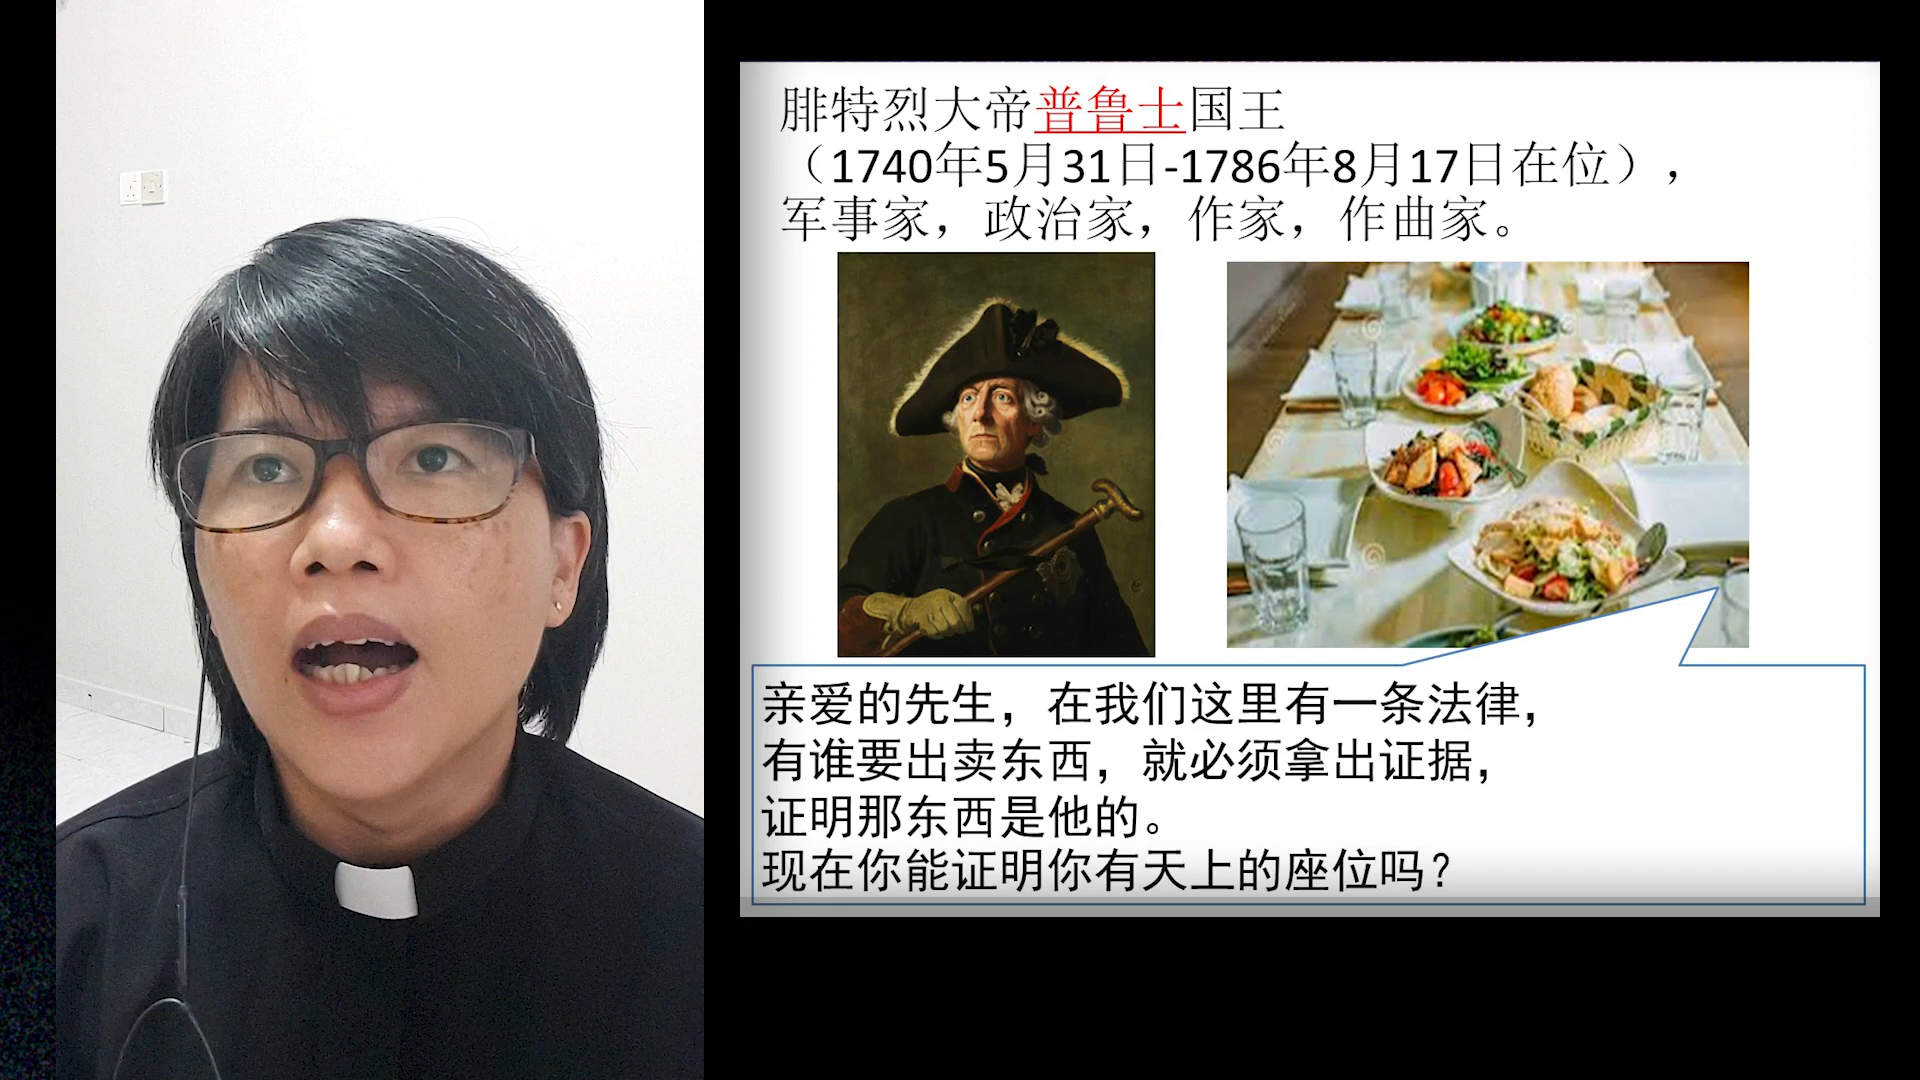 腓特烈大帝普鲁士国王
（1740年5月31日-1786年8月17日在位），
军事家，政治家，作家，作曲家。
亲爱的先生，在我们这里有一条法律，
有谁要出卖东西，就必须拿出证据，
证明那东西是他的。
现在你能证明你有天上的座位吗？